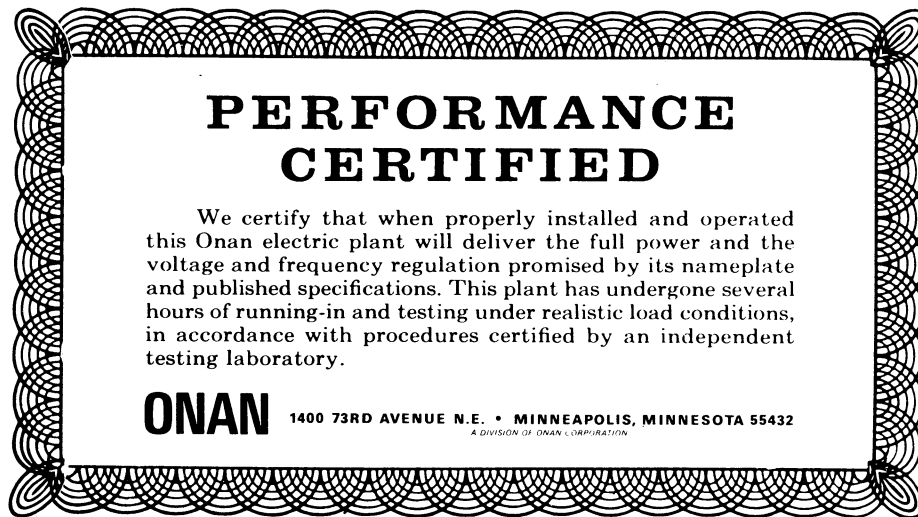 PERFORMANCE
CERTIFIED
We certify that when properly installed and operated
this Onan electric plant will deliver the full power and the
voltage and frequency regulation promised by its nameplate
and published specifications. This plant has undergone several
hours of running-in and testing under realistic load conditions,
in accordance with procedures certified by an independent
testing laboratory.
ONAN 1400 73RD AVENUE N.E. • MINNEAPOLIS, MINNESOTA 55432
A DIVISION OF ONAN CORPORATION